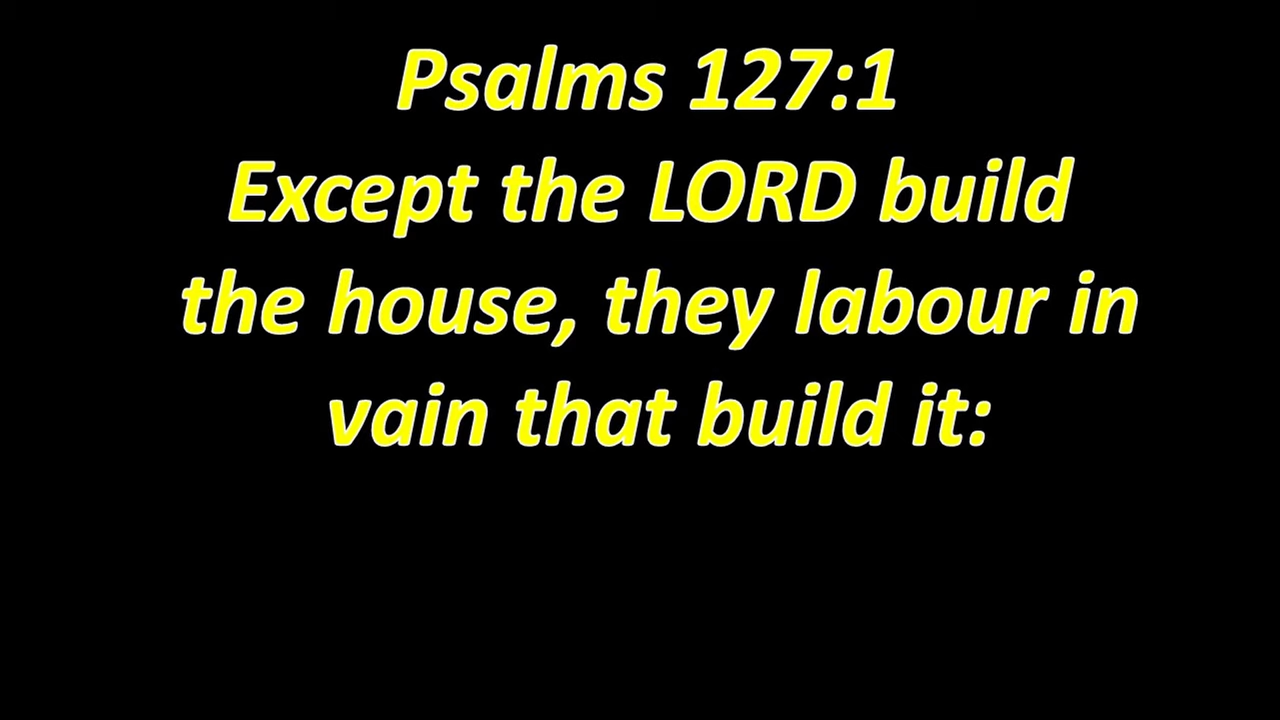 Psalms 127:1
Except the LORD build
the house, they labour in
vain that build it: